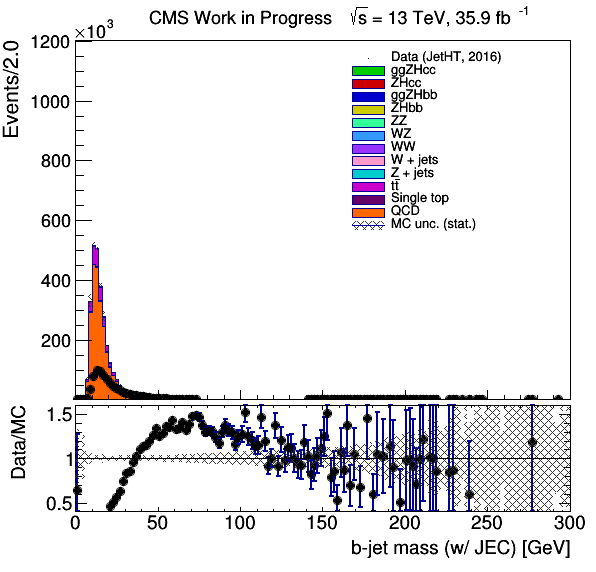 CMS Work in Progress √s = 13 TeV, 35.9 fb⁻¹
×10³
Events/2.0
1200
1000
800
600
400
200
Data (JetHT, 2016)
ggZHcc
ZHcc
ggZHbb
ZHbb
ZZ
WZ
WW
W + jets
Z + jets
tt̄
Single top
QCD
MC unc. (stat.)
Data/MC
1.5
1
0.5
0 50 100 150 200 250 300
b-jet mass (w/ JEC) [GeV]